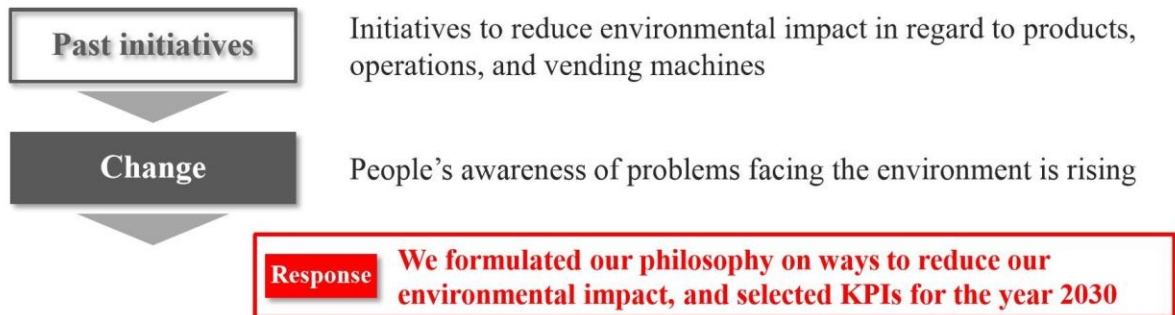 Past initiatives
Initiatives to reduce environmental impact in regard to products,
operations, and vending machines
Change
People’s awareness of problems facing the environment is rising
Response
We formulated our philosophy on ways to reduce our
environmental impact, and selected KPIs for the year 2030